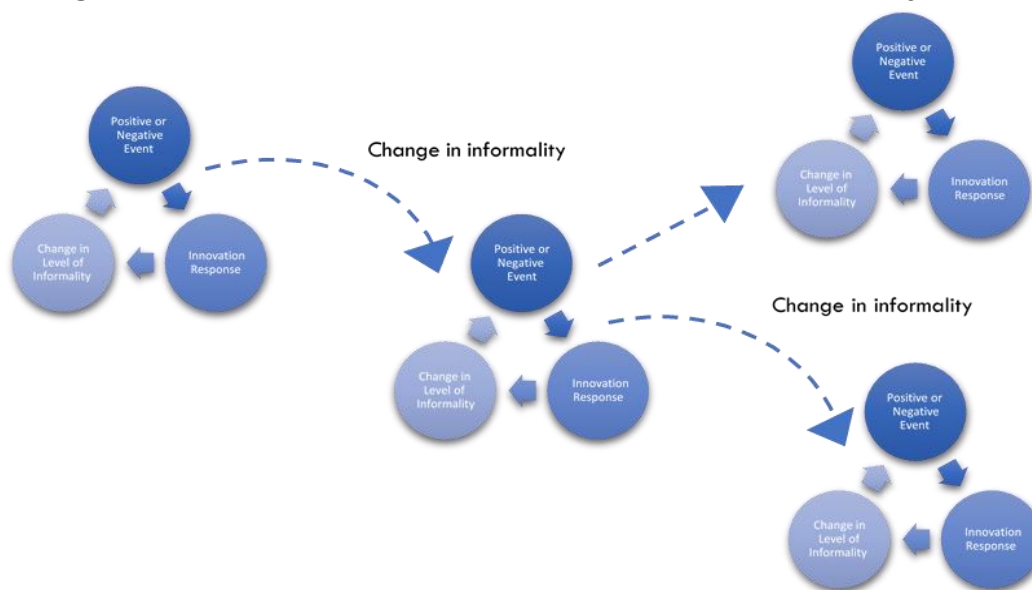 Positive or
Negative
Event
Change in
Level of
Informality
Innovation
Response
Change in informality
Positive or
Negative
Event
Change in
Level of
Informality
Innovation
Response
Positive or
Negative
Event
Change in
Level of
Informality
Innovation
Response
Change in informality
Positive or
Negative
Event
Change in
Level of
Informality
Innovation
Response